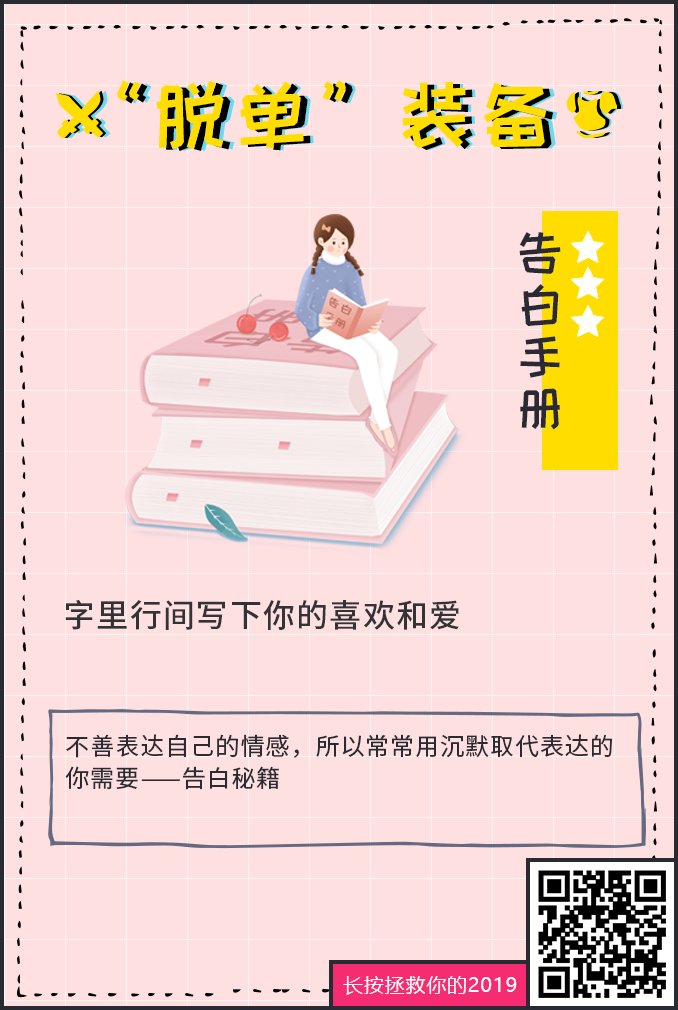 “脱单”装备
告白手册
告白
手册
字里行间写下你的喜欢和爱
不善表达自己的情感，所以常常用沉默取代表达的
你需要——告白秘籍
长按拯救你的2019